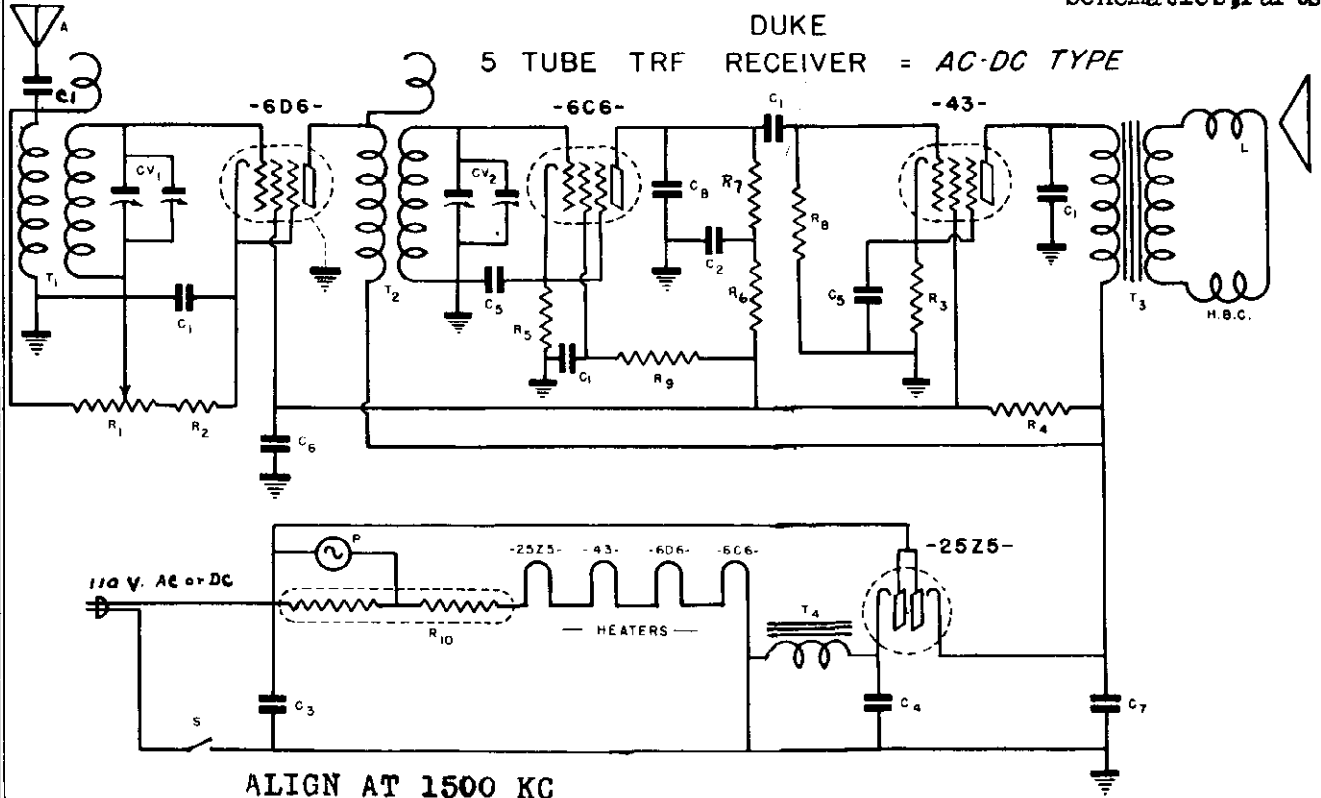 Schematics, Parts
DUKE
5 TUBE TRF RECEIVER = AC-DC TYPE
A
C1
-6D6-
-6C6-
C1
-43-
CV1
CV2
C8
R7
R8
C1
L
T1
T2
C5
C2
R6
C5
R3
T3
H.B.C.
C1
R5
C1
R9
R1
R2
C6
R4
P
-25Z5-
-43-
-6D6-
-6C6-
-25Z5-
110 V. AC or DC
R10
HEATERS
T4
C3
C4
C7
S
ALIGN AT 1500 KC